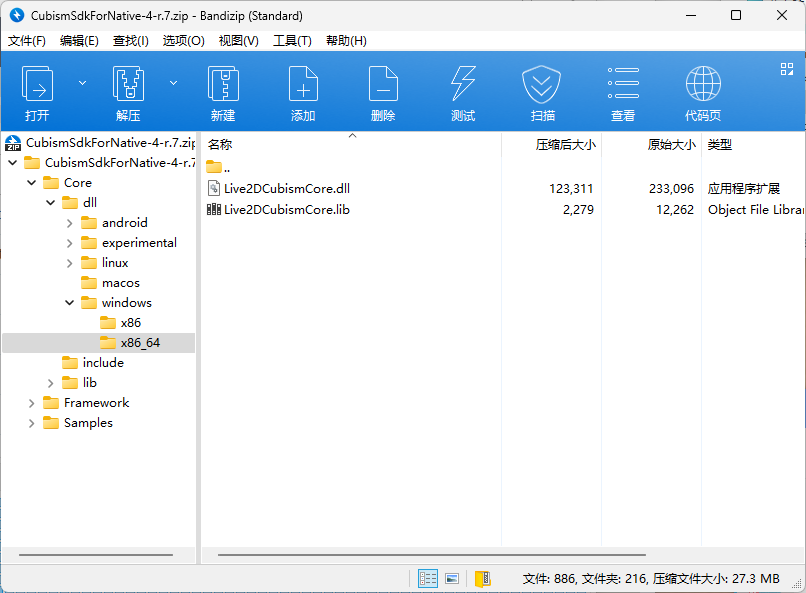 CubismSdkForNative-4-r.7.zip - Bandizip (Standard)
文件(F) 编辑(E) 查找(I) 选项(O) 视图(V) 工具(T) 帮助(H)
打开 解压 新建 添加 删除 测试 扫描 查看 代码页
CubismSdkForNative-4-r.7.zip
CubismSdkForNative-4-r.7
Core
dll
android
experimental
linux
macos
windows
x86
x86_64
include
lib
Framework
Samples
名称 压缩后大小 原始大小 类型
..
Live2DCubismCore.dll 123,311 233,096 应用程序扩展
Live2DCubismCore.lib 2,279 12,262 Object File Librar
文件: 886, 文件夹: 216, 压缩文件大小: 27.3 MB